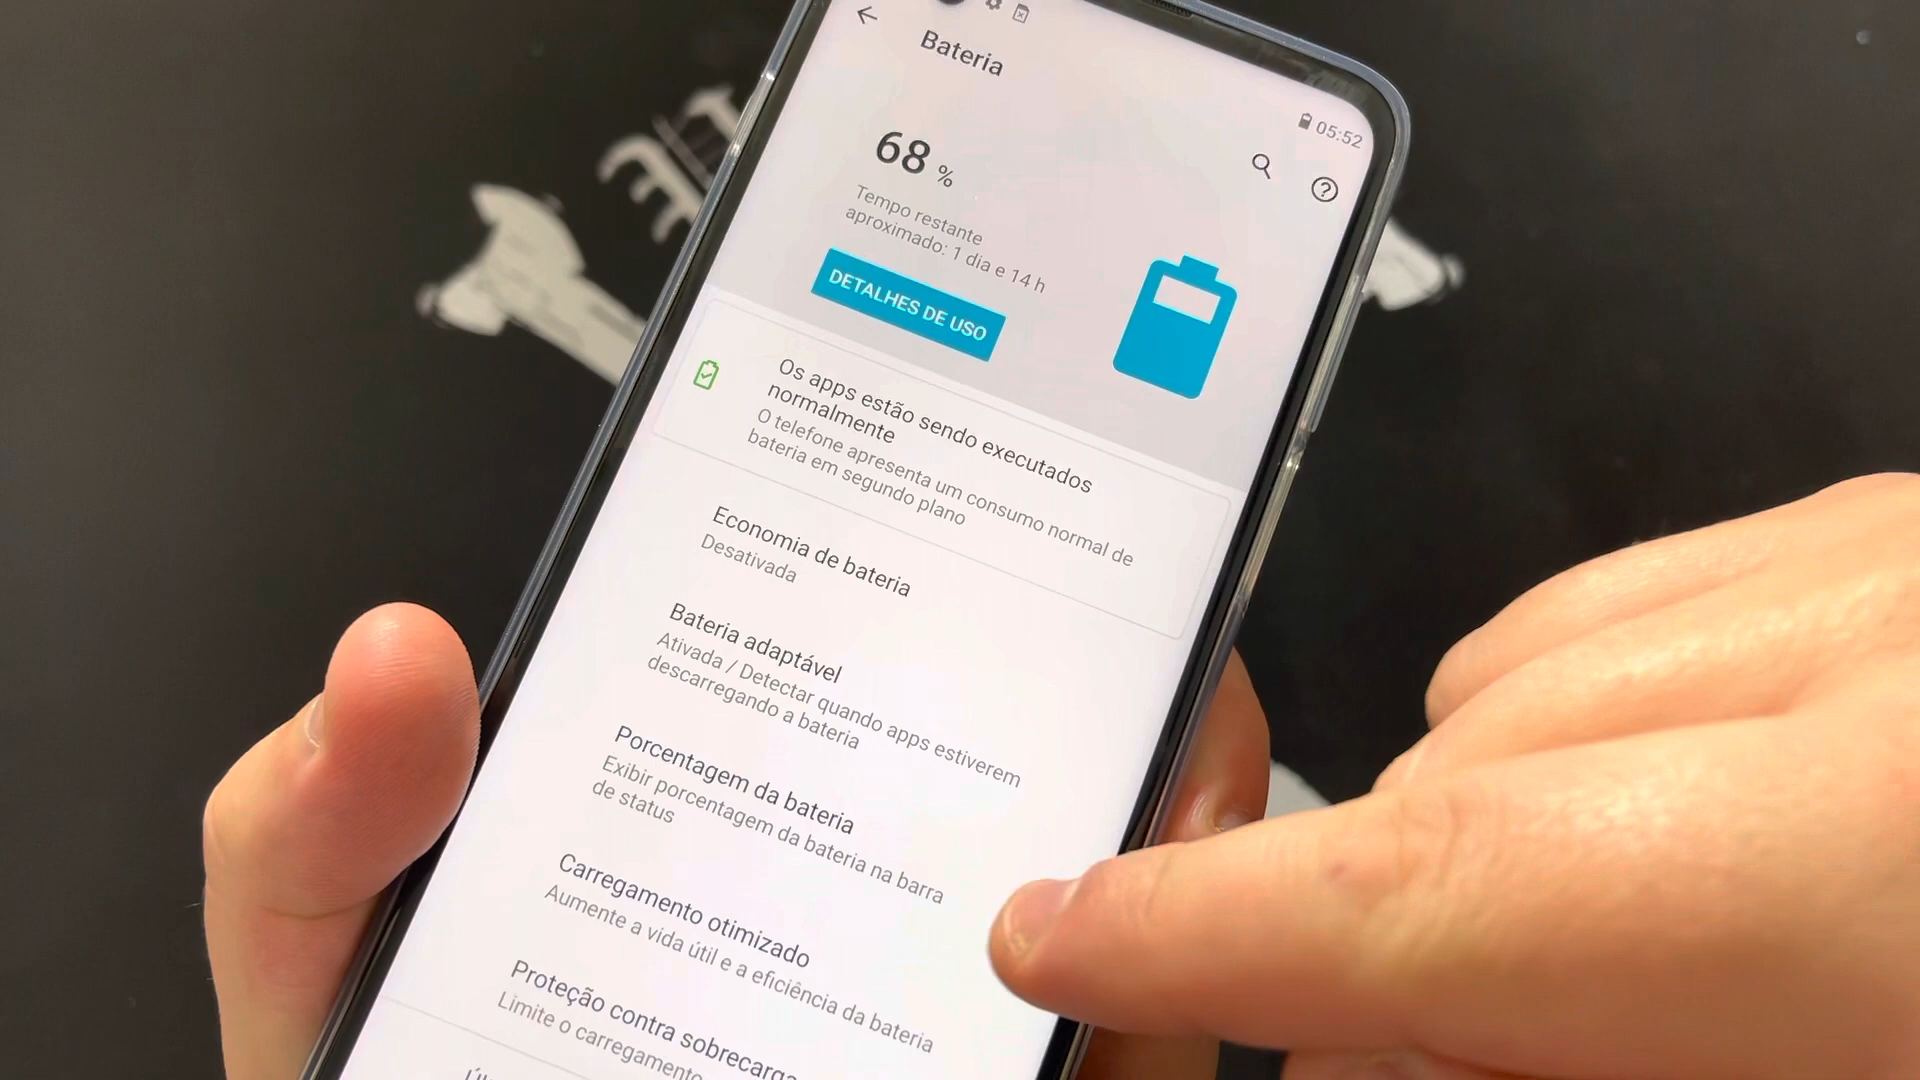 Bateria
05:52
68 %
Tempo restante
aproximado: 1 dia e 14 h
DETALHES DE USO
Os apps estão sendo executados
normalmente
O telefone apresenta um consumo normal de
bateria em segundo plano
Economia de bateria
Desativada
Bateria adaptável
Ativada / Detectar quando apps estiverem
descarregando a bateria
Porcentagem da bateria
Exibir porcentagem da bateria na barra
de status
Carregamento otimizado
Aumente a vida útil e a eficiência da bateria
Proteção contra sobrecarga
Limite o carregamento